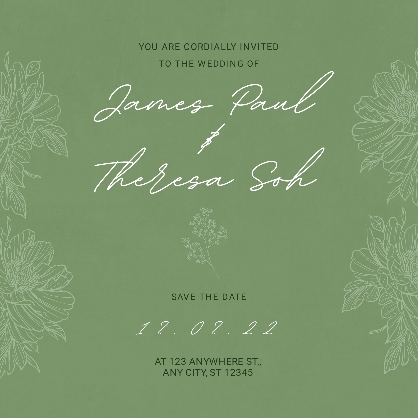 YOU ARE CORDIALLY INVITED
TO THE WEDDING OF
James Paul
&
Theresa Soh
SAVE THE DATE
17.07.22
AT 123 ANYWHERE ST.,
ANY CITY, ST 12345